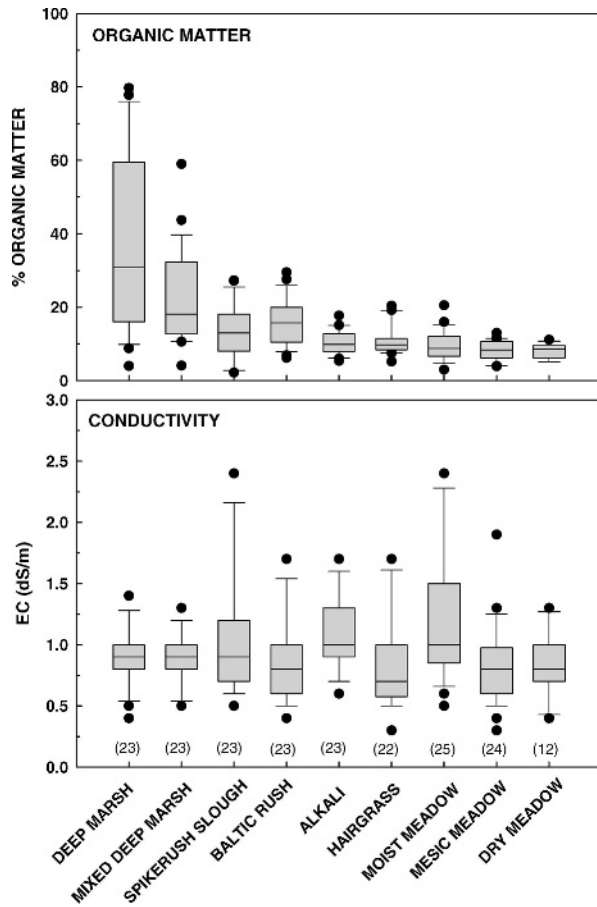 100
ORGANIC MATTER
80
60
40
20
0
% ORGANIC MATTER
3.0
CONDUCTIVITY
2.5
2.0
1.5
1.0
0.5
0.0
EC (dS/m)
(23) (23) (23) (23) (23) (22) (25) (24) (12)
DEEP MARSH
MIXED DEEP MARSH
SPIKERUSH SLOUGH
BALTIC RUSH
ALKALI
HAIRGRASS
MOIST MEADOW
MESIC MEADOW
DRY MEADOW